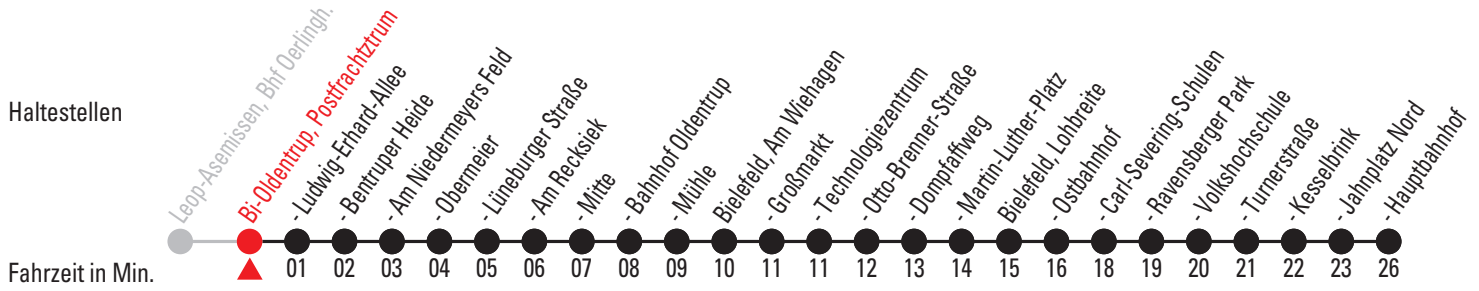 Haltestellen
Leop-Asemissen, Bhf Oerlingh.
Bi-Oldentrup, Postfrachtztrum
- Ludwig-Erhard-Allee
- Bentruper Heide
- Am Niedermeyers Feld
- Obermeier
- Lüneburger Straße
- Am Recksiek
- Mitte
- Bahnhof Oldentrup
- Mühle
Bielefeld, Am Wiehagen
- Großmarkt
- Technologiezentrum
- Otto-Brenner-Straße
- Dompfaffweg
- Martin-Luther-Platz
Bielefeld, Lohbreite
- Ostbahnhof
- Carl-Severing-Schulen
- Ravensberger Park
- Volkshochschule
- Turnerstraße
- Kesselbrink
- Jahnplatz Nord
- Hauptbahnhof
Fahrzeit in Min. 01 02 03 04 05 06 07 08 09 10 11 11 12 13 14 15 16 18 19 20 21 22 23 26